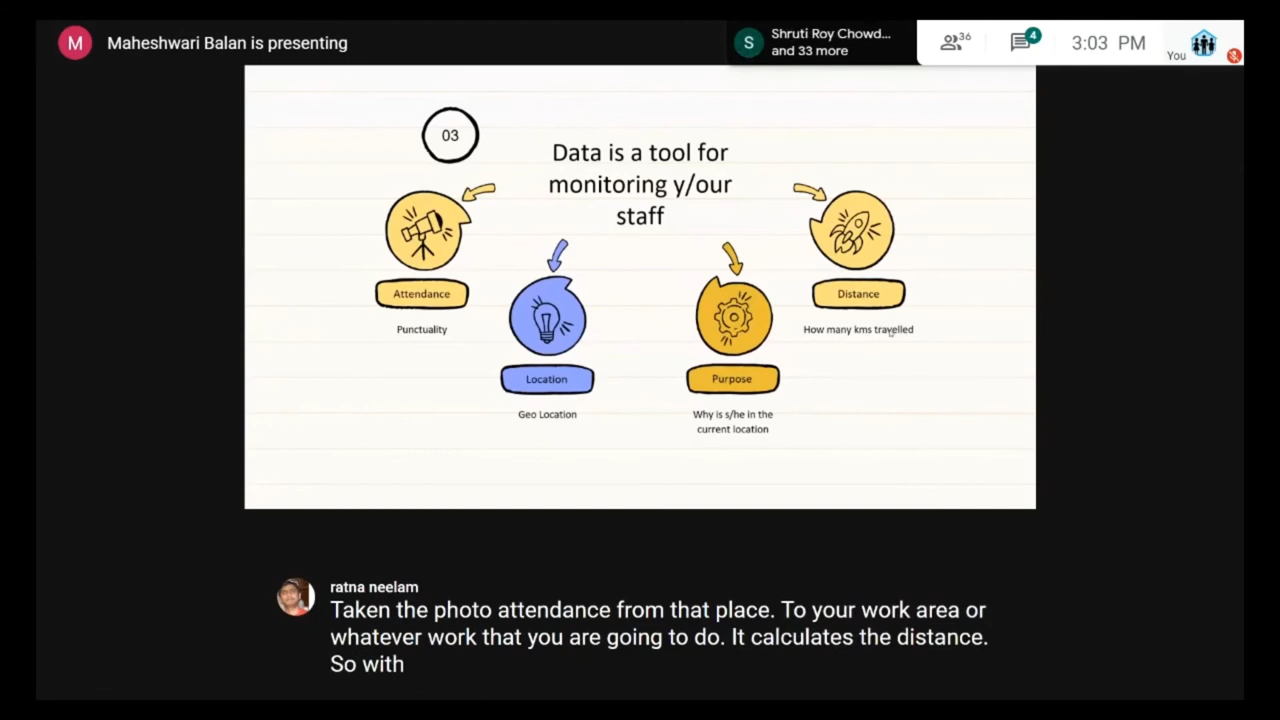 M
Maheshwari Balan is presenting
S
Shruti Roy Chowd...
and 33 more
36
4
3:03 PM
You
03
Data is a tool for
monitoring y/our
staff
Attendance
Punctuality
Location
Geo Location
Purpose
Why is s/he in the
current location
Distance
How many kms travelled
ratna neelam
Taken the photo attendance from that place. To your work area or
whatever work that you are going to do. It calculates the distance.
So with